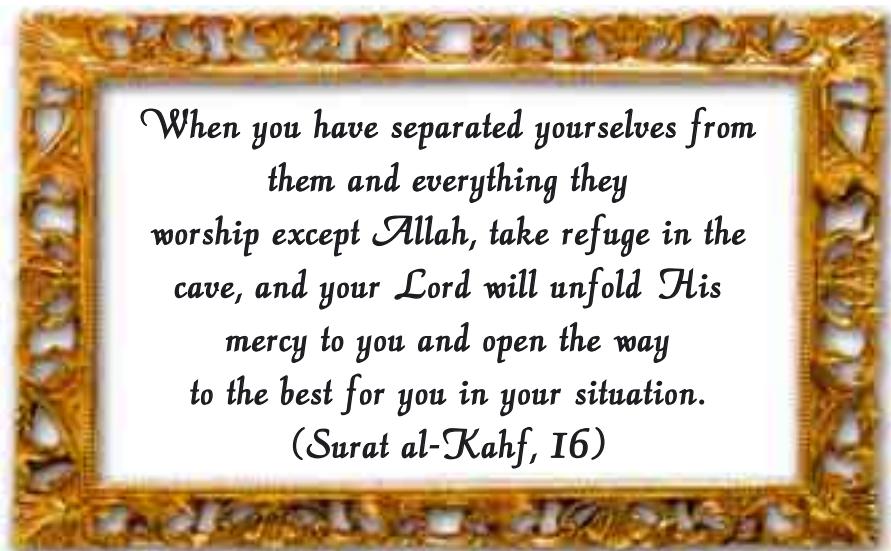 When you have separated yourselves from
them and everything they
worship except Allah, take refuge in the
cave, and your Lord will unfold His
mercy to you and open the way
to the best for you in your situation.
(Surat al-Kahf, 16)